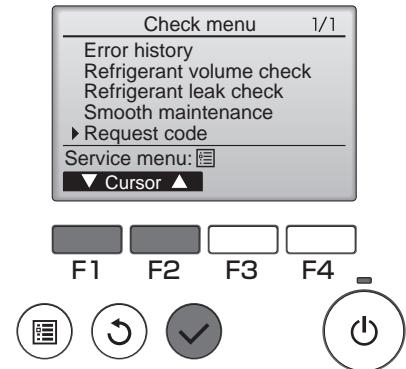 Check menu 1/1
Error history
Refrigerant volume check
Refrigerant leak check
Smooth maintenance
Request code
Service menu:
▼ Cursor ▲
F1 F2 F3 F4